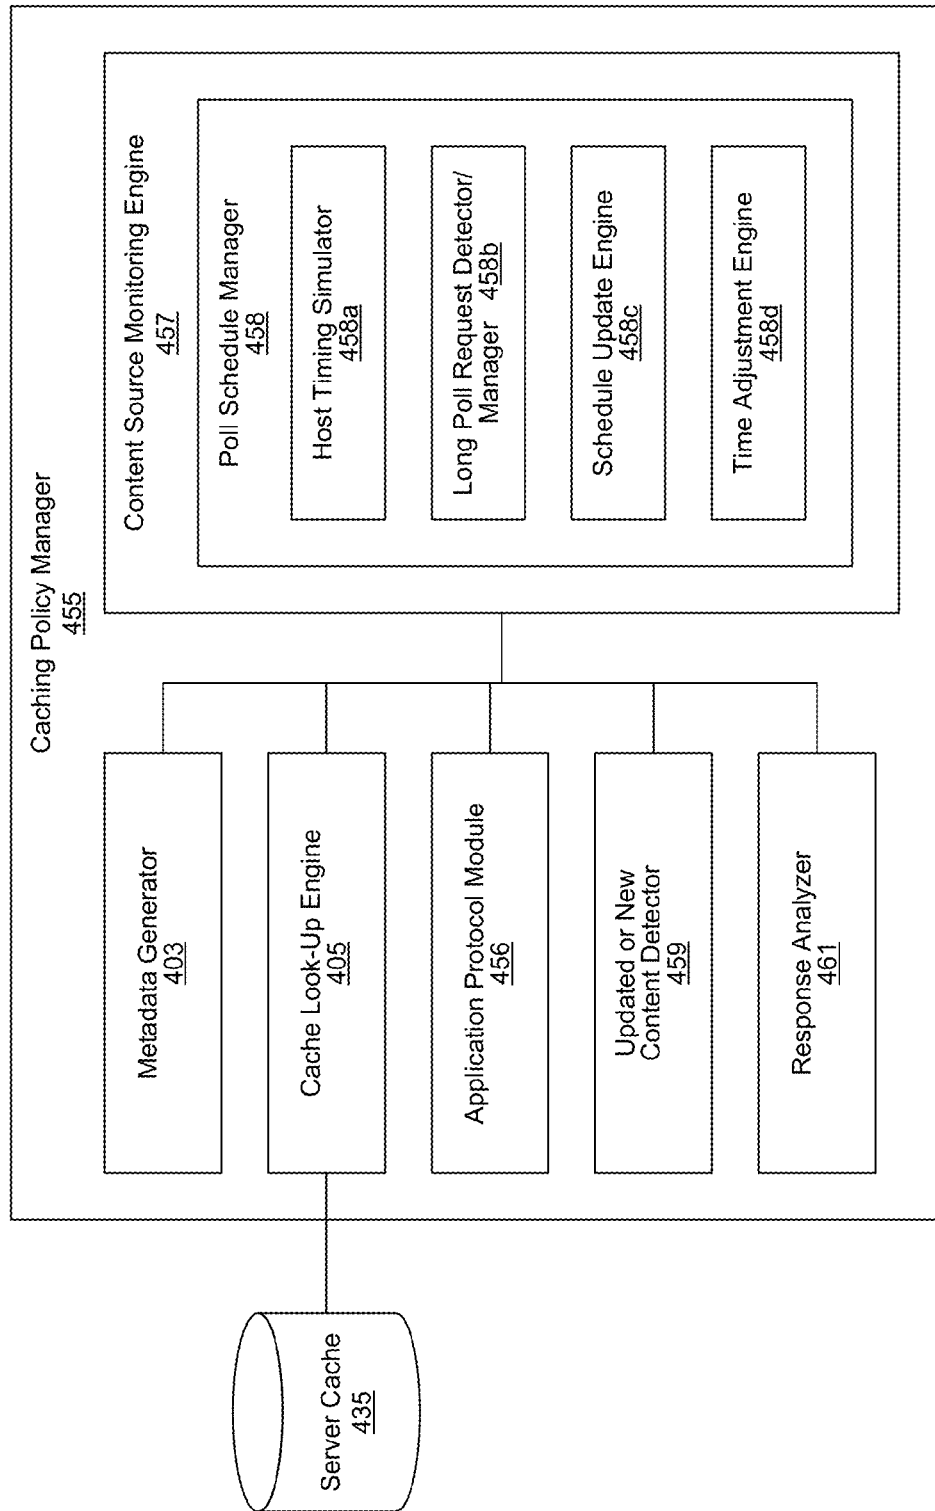 Caching Policy Manager
455
Server Cache
435
Metadata Generator
403
Cache Look-Up Engine
405
Application Protocol Module
456
Updated or New
Content Detector
459
Response Analyzer
461
Content Source Monitoring Engine
457
Poll Schedule Manager
458
Host Timing Simulator
458a
Long Poll Request Detector/
Manager 458b
Schedule Update Engine
458c
Time Adjustment Engine
458d